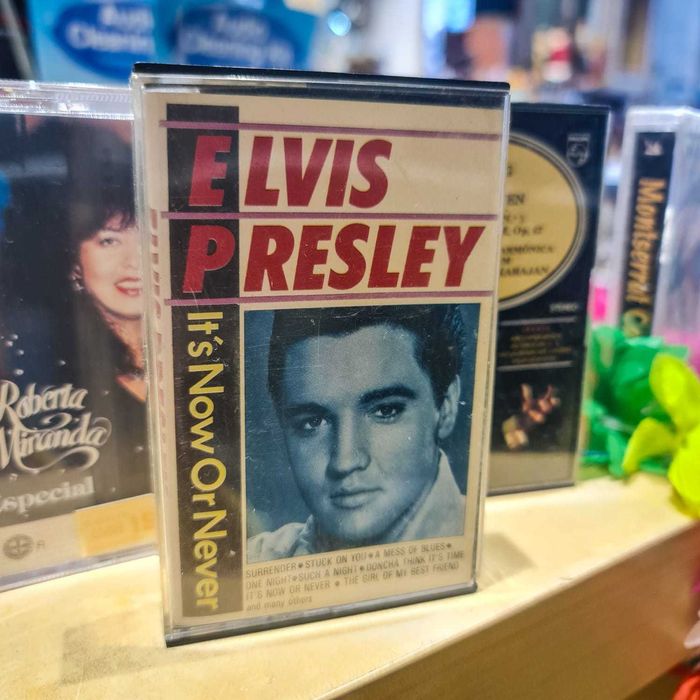 ELVIS
PRESLEY
It's Now Or Never
SURRENDER • STUCK ON YOU • A MESS OF BLUES •
ONE NIGHT • SUCH A NIGHT • DONCHA THINK IT'S TIME
IT'S NOW OR NEVER • THE GIRL OF MY BEST FRIEND
and many others
Roberta
Miranda
Especial
PHILIPS
Montserrat